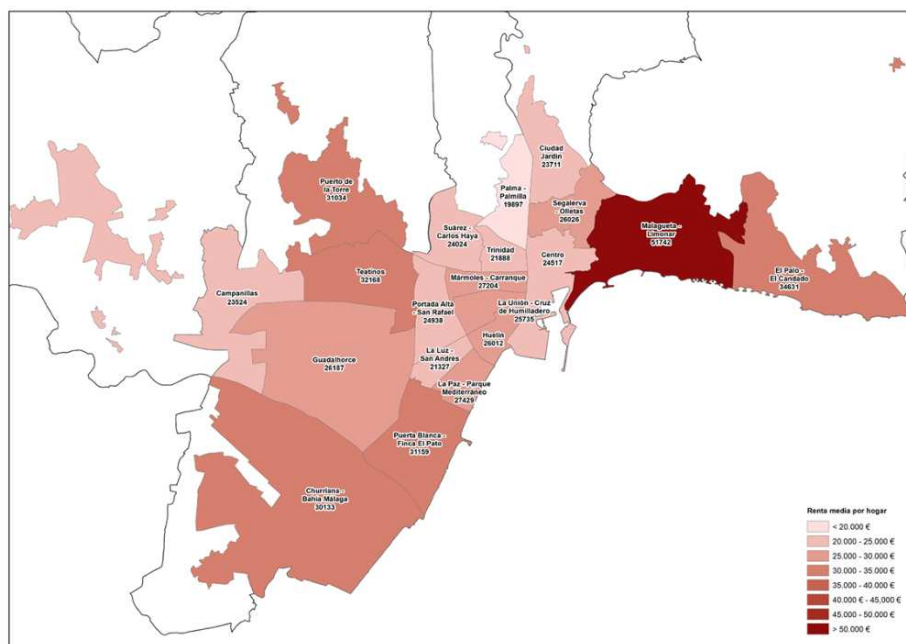 Ciudad
Jardín
23711
Puerto de
la Torre
31034
Palma -
Palmilla
19897
Segalerva
- Olletas
26026
Suárez -
Carlos Haya
24024
Malagueta -
Limonar
51742
Trinidad
21888
Centro
24517
Teatinos
32168
Mármoles - Carranque
27204
El Palo -
El Candado
34631
Campanillas
23524
Portada Alta
- San Rafael
24938
La Unión - Cruz
de Humilladero
25735
Huelin
26012
Guadalhorce
26187
La Luz -
San Andrés
21327
La Paz - Parque
Mediterráneo
27429
Puerta Blanca -
Finca El Pato
31159
Churriana -
Bahía Málaga
30133
Renta media por hogar
< 20.000 €
20.000 - 25.000 €
25.000 - 30.000 €
30.000 - 35.000 €
35.000 - 40.000 €
40.000 € - 45,000 €
45.000 - 50.000 €
> 50.000 €